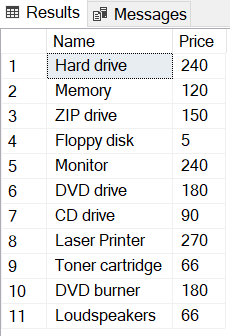 Results Messages
Name Price
1 Hard drive 240
2 Memory 120
3 ZIP drive 150
4 Floppy disk 5
5 Monitor 240
6 DVD drive 180
7 CD drive 90
8 Laser Printer 270
9 Toner cartridge 66
10 DVD burner 180
11 Loudspeakers 66